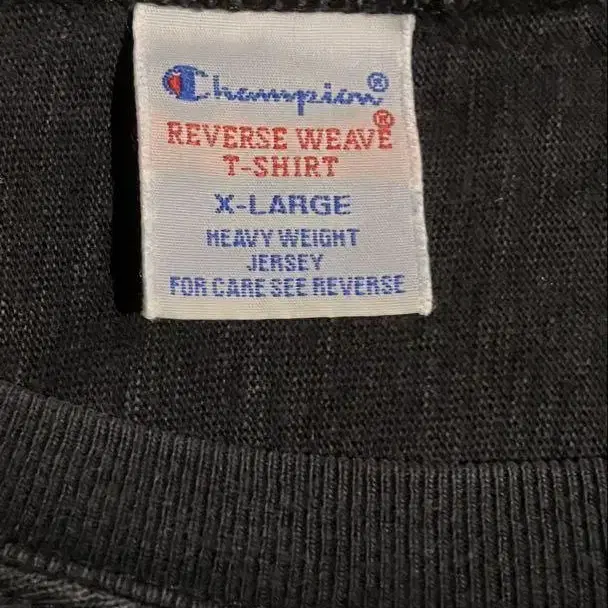 Champion®
REVERSE WEAVE®
T-SHIRT
X-LARGE
HEAVY WEIGHT
JERSEY
FOR CARE SEE REVERSE